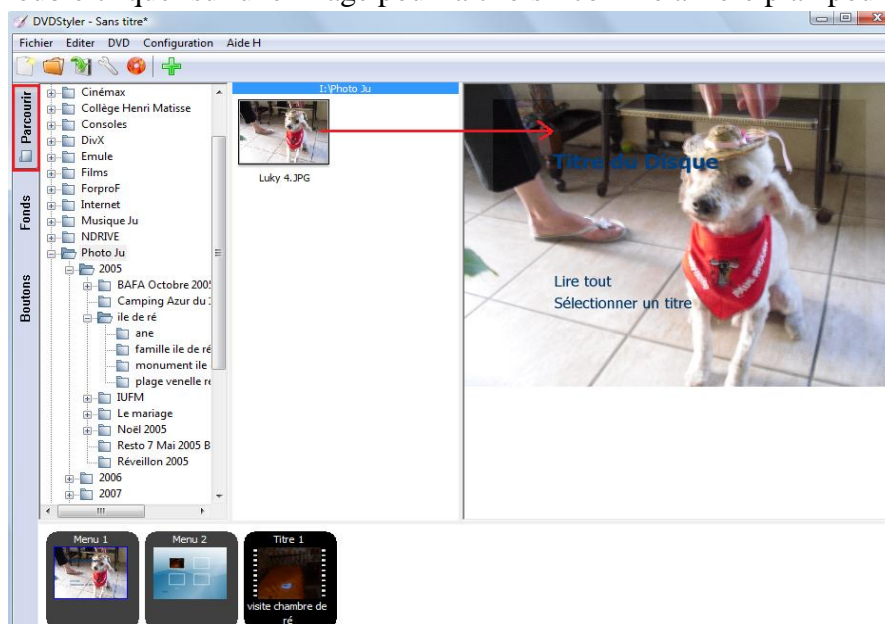 DVDStyler - Sans titre*
Fichier Editer DVD Configuration Aide H
Parcourir
Fonds
Boutons
Cinémax
Collège Henri Matisse
Consoles
DivX
Emule
Films
ForproF
Internet
Musique Ju
NDRIVE
Photo Ju
2005
BAFA Octobre 2005
Camping Azur du
ile de ré
ane
famille ile de ré
monument ile
plage venelle
IUFM
Le mariage
Noël 2005
Resto 7 Mai 2005 B
Réveillon 2005
2006
2007
I:\Photo Ju
Luky 4.JPG
Titre du Disque
Lire tout
Sélectionner un titre
Menu 1
Menu 2
Titre 1
visite chambre de
ré